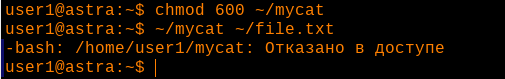 user1@astra:~$ chmod 600 ~/mycat
user1@astra:~$ ~/mycat ~/file.txt
-bash: /home/user1/mycat: Отказано в доступе
user1@astra:~$